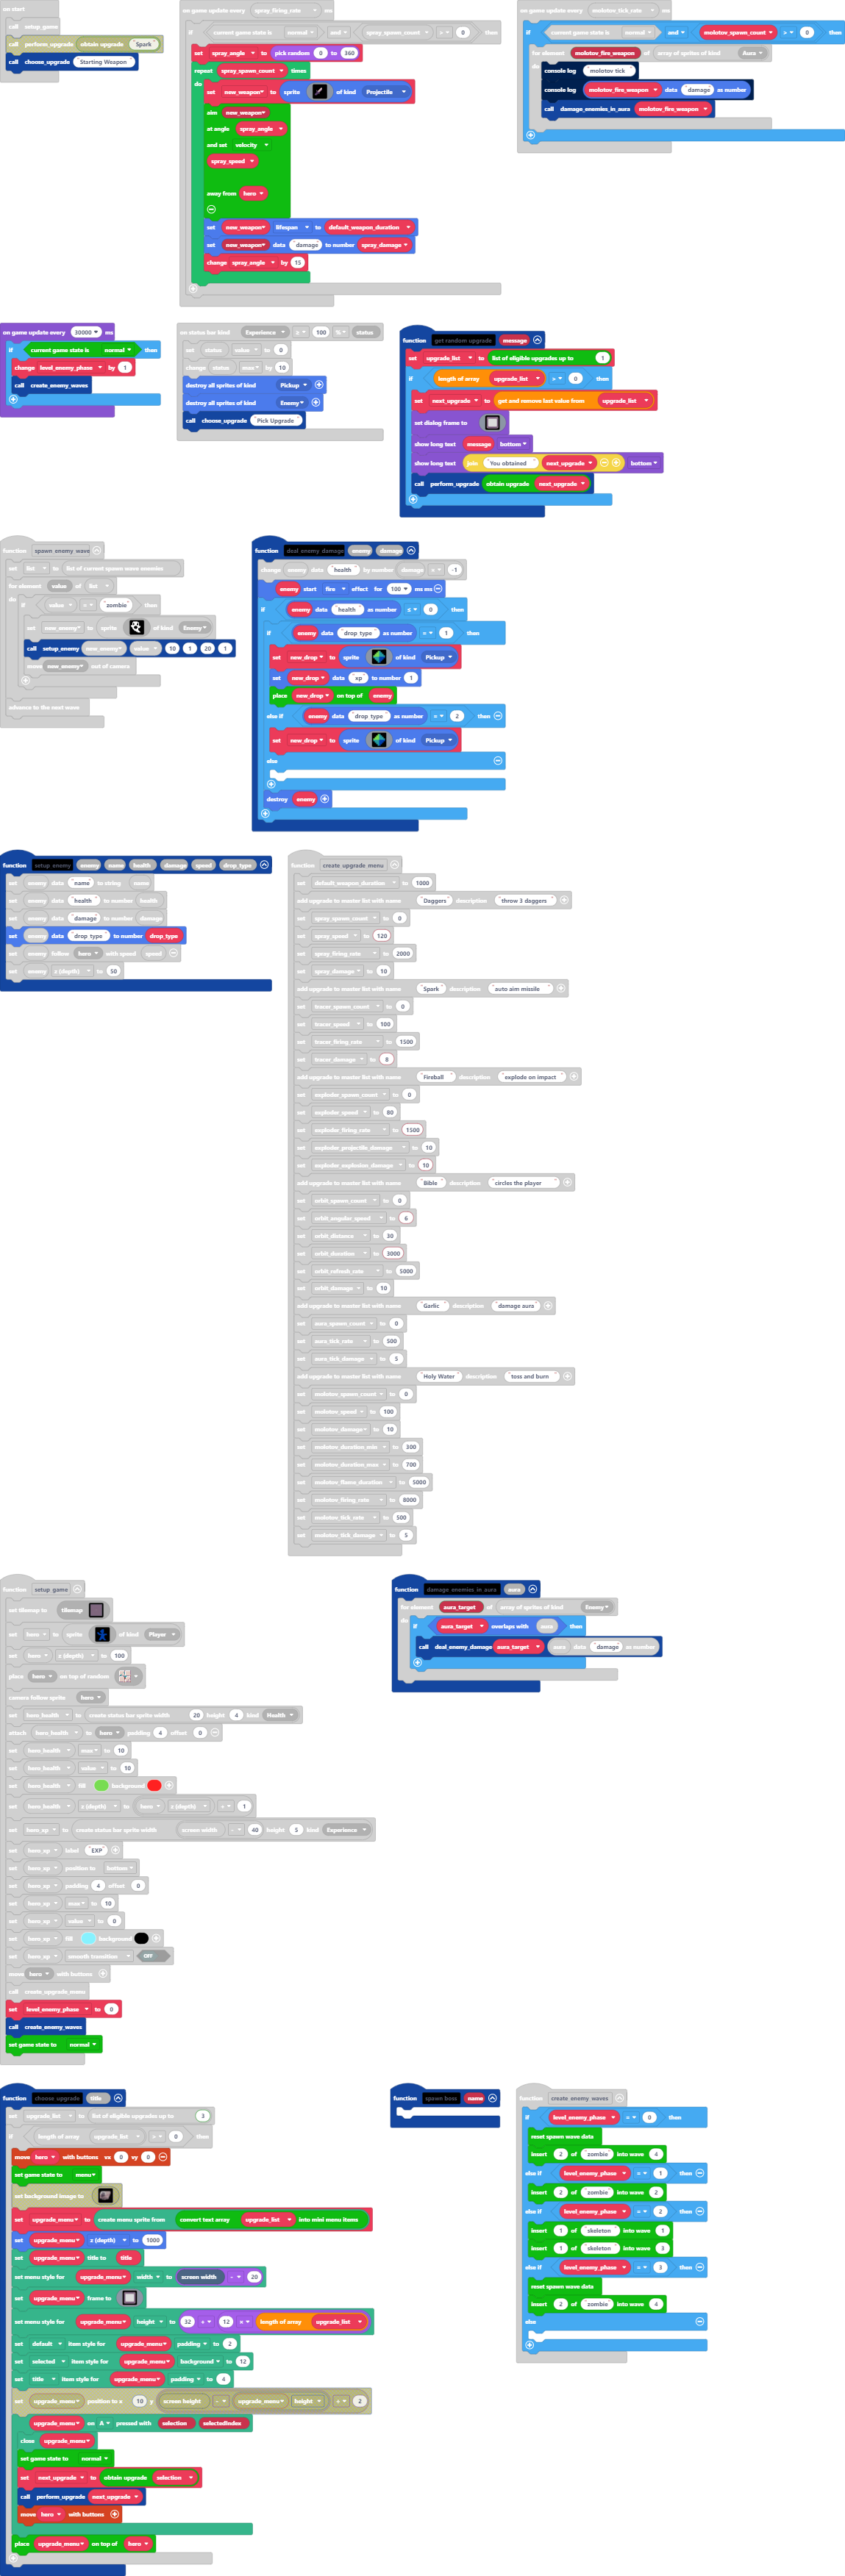 on start
call setup_game
call perform_upgrade obtain upgrade Spark
call choose_upgrade Starting Weapon
on game update every spray_firing_rate ms
if current game state is normal and spray_spawn_count > 0 then
set spray_angle to pick random 0 to 360
repeat spray_spawn_count times
do
set new_weapon to sprite of kind Projectile
aim new_weapon
at angle spray_angle
and set velocity
spray_speed
away from hero
set new_weapon lifespan to default_weapon_duration
set new_weapon data damage to number spray_damage
change spray_angle by 15
on game update every molotov_tick_rate ms
if current game state is normal and molotov_spawn_count > 0 then
for element molotov_fire_weapon of array of sprites of kind Aura
do
console log molotov tick
console log molotov_fire_weapon data damage as number
call damage_enemies_in_aura molotov_fire_weapon
on game update every 30000 ms
if current game state is normal then
change level_enemy_phase by 1
call create_enemy_waves
on status bar kind Experience ≥ 100 % status
set status value to 0
change status max by 10
destroy all sprites of kind Pickup
destroy all sprites of kind Enemy
call choose_upgrade Pick Upgrade
function get random upgrade message
set upgrade_list to list of eligible upgrades up to 1
if length of array upgrade_list > 0 then
set next_upgrade to get and remove last value from upgrade_list
set dialog frame to
show long text message bottom
show long text join You obtained next_upgrade bottom
call perform_upgrade obtain upgrade next_upgrade
function spawn_enemy_wave
set list to list of current spawn wave enemies
for element value of list
do
if value = zombie then
set new_enemy to sprite of kind Enemy
call setup_enemy new_enemy value 10 1 20 1
move new_enemy out of camera
advance to the next wave
function deal_enemy_damage enemy damage
change enemy data health by number damage × -1
enemy start fire effect for 100 ms ms
if enemy data health as number ≤ 0 then
if enemy data drop_type as number = 1 then
set new_drop to sprite of kind Pickup
set new_drop data xp to number 1
place new_drop on top of enemy
else if enemy data drop_type as number = 2 then
set new_drop to sprite of kind Pickup
else
destroy enemy
function setup_enemy enemy name health damage speed drop_type
set enemy data name to string name
set enemy data health to number health
set enemy data damage to number damage
set enemy data drop_type to number drop_type
set enemy follow hero with speed speed
set enemy z (depth) to 50
function create_upgrade_menu
set default_weapon_duration to 1000
add upgrade to master list with name Daggers description throw 3 daggers
set spray_spawn_count to 0
set spray_speed to 120
set spray_firing_rate to 2000
set spray_damage to 10
add upgrade to master list with name Spark description auto aim missile
set tracer_spawn_count to 0
set tracer_speed to 100
set tracer_firing_rate to 1500
set tracer_damage to 8
add upgrade to master list with name Fireball description explode on impact
set exploder_spawn_count to 0
set exploder_speed to 80
set exploder_firing_rate to 1500
set exploder_projectile_damage to 10
set exploder_explosion_damage to 10
add upgrade to master list with name Bible description circles the player
set orbit_spawn_count to 0
set orbit_angular_speed to 6
set orbit_distance to 30
set orbit_duration to 3000
set orbit_refresh_rate to 5000
set orbit_damage to 10
add upgrade to master list with name Garlic description damage aura
set aura_spawn_count to 0
set aura_tick_rate to 500
set aura_tick_damage to 5
add upgrade to master list with name Holy Water description toss and burn
set molotov_spawn_count to 0
set molotov_speed to 100
set molotov_damage to 10
set molotov_duration_min to 300
set molotov_duration_max to 700
set molotov_flame_duration to 5000
set molotov_firing_rate to 8000
set molotov_tick_rate to 500
set molotov_tick_damage to 5
function setup_game
set tilemap to tilemap
set hero to sprite of kind Player
set hero z (depth) to 100
place hero on top of random
camera follow sprite hero
set hero_health to create status bar sprite width 20 height 4 kind Health
attach hero_health to hero padding 4 offset 0
set hero_health max to 10
set hero_health value to 10
set hero_health fill background
set hero_health z (depth) to hero z (depth) + 1
set hero_xp to create status bar sprite width screen width - 40 height 5 kind Experience
set hero_xp label EXP
set hero_xp position to bottom
set hero_xp padding 4 offset 0
set hero_xp max to 10
set hero_xp value to 0
set hero_xp fill background
set hero_xp smooth transition OFF
move hero with buttons
call create_upgrade_menu
set level_enemy_phase to 0
call create_enemy_waves
set game state to normal
function damage_enemies_in_aura aura
for element aura_target of array of sprites of kind Enemy
do
if aura_target overlaps with aura then
call deal_enemy_damage aura_target aura data damage as number
function choose_upgrade title
set upgrade_list to list of eligible upgrades up to 3
if length of array upgrade_list > 0 then
move hero with buttons vx 0 vy 0
set game state to menu
set background image to
set upgrade_menu to create menu sprite from convert text array upgrade_list into mini menu items
set upgrade_menu z (depth) to 1000
set upgrade_menu title to title
set menu style for upgrade_menu width to screen width - 20
set upgrade_menu frame to
set menu style for upgrade_menu height to 32 + 12 × length of array upgrade_list
set default item style for upgrade_menu padding to 2
set selected item style for upgrade_menu background to 12
set title item style for upgrade_menu padding to 4
set upgrade_menu position to x 10 y screen height - upgrade_menu height ÷ 2
upgrade_menu on A pressed with selection selectedIndex
close upgrade_menu
set game state to normal
set next_upgrade to obtain upgrade selection
call perform_upgrade next_upgrade
move hero with buttons
place upgrade_menu on top of hero
function spawn boss name
function create_enemy_waves
if level_enemy_phase = 0 then
reset spawn wave data
insert 2 of zombie into wave 4
else if level_enemy_phase = 1 then
insert 2 of zombie into wave 2
else if level_enemy_phase = 2 then
insert 1 of skeleton into wave 1
insert 1 of skeleton into wave 3
else if level_enemy_phase = 3 then
reset spawn wave data
insert 2 of zombie into wave 4
else